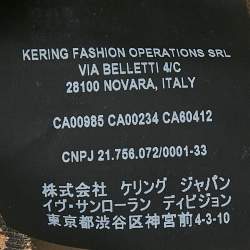 KERING FASHION OPERATIONS SRL
VIA BELLETTI 4/C
28100 NOVARA, ITALY
CA00985 CA00234 CA60412
CNPJ 21.756.072/0001-33
株式会社 ケリング ジャパン
イヴ・サンローラン ディビジョン
東京都渋谷区神宮前4-3-10